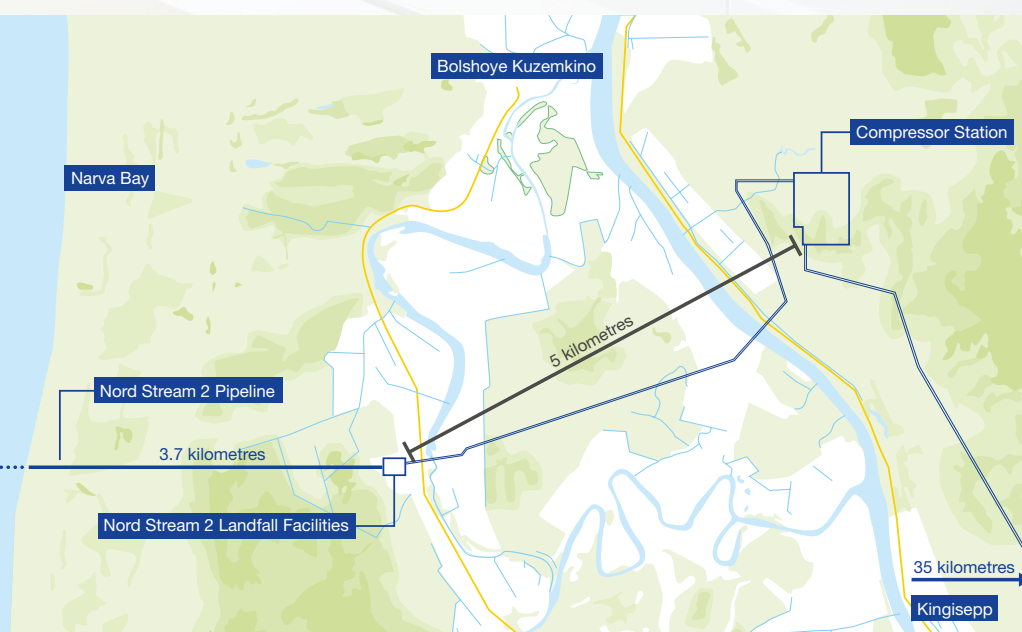 Bolshoye Kuzemkino
Compressor Station
Narva Bay
5 kilometres
Nord Stream 2 Pipeline
3.7 kilometres
Nord Stream 2 Landfall Facilities
35 kilometres
Kingisepp